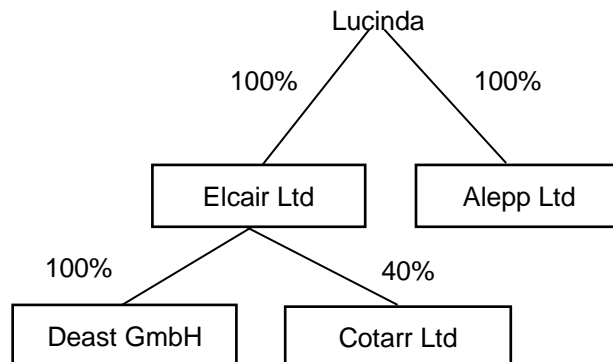 Lucinda
100%
100%
Elcair Ltd
Alepp Ltd
100%
40%
Deast GmbH
Cotarr Ltd